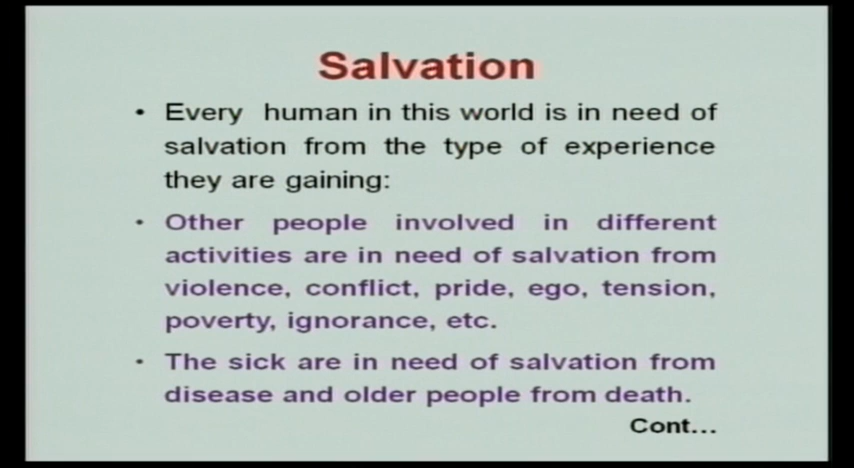 Salvation
• Every human in this world is in need of
salvation from the type of experience
they are gaining:
• Other people involved in different
activities are in need of salvation from
violence, conflict, pride, ego, tension,
poverty, ignorance, etc.
• The sick are in need of salvation from
disease and older people from death.
Cont...